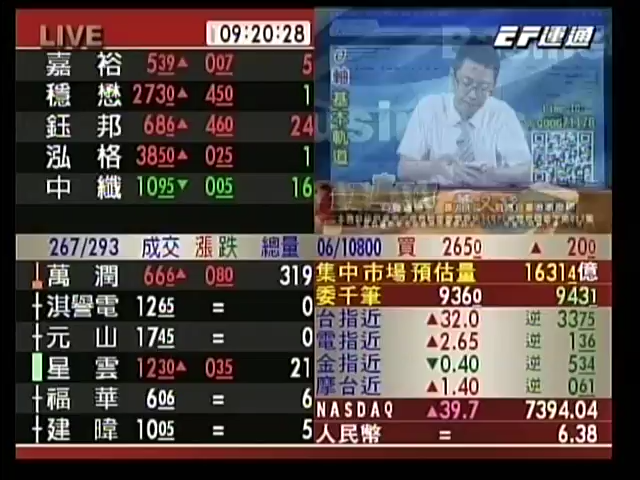 LIVE 09:20:28
嘉裕 539▲ 007 5
穩懋 2730▲ 450 1
鈺邦 686▲ 460 24
泓格 3850▲ 025 1
中纖 1095▼ 005 16
267/293 成交 漲跌 總量
萬潤 666▲ 080 319
淇譽電 1265 = 0
元山 1745 = 0
星雲 1230▲ 035 21
福華 606 = 6
建暐 1005 = 5
EF運通
軸基本軌道
06/10800 買 2650 ▲ 200
集中市場預估量 16314億
委千筆 9360 9431
台指近 ▲32.0 逆 3375
電指近 ▲2.65 逆 136
金指近 ▼0.40 逆 534
摩台近 ▲1.40 逆 061
NASDAQ ▲39.7 7394.04
人民幣 = 6.38